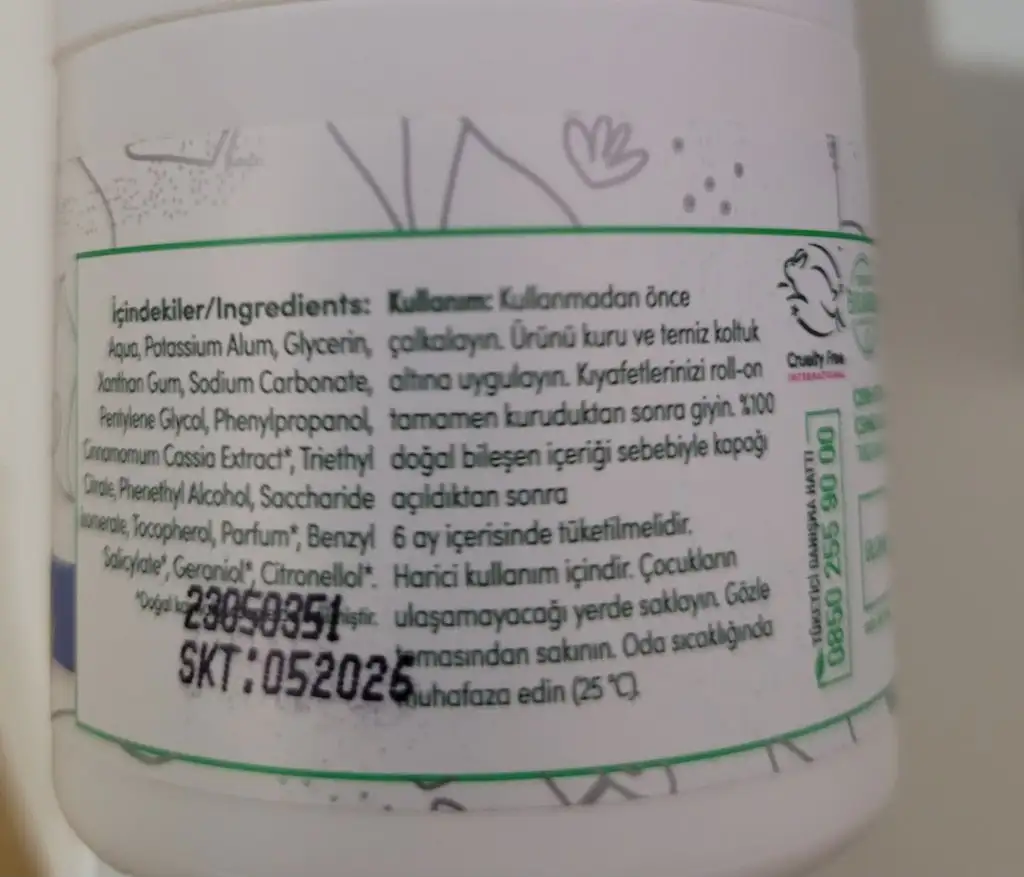 İçindekiler/Ingredients:
Aqua, Potassium Alum, Glycerin,
Xanthan Gum, Sodium Carbonate,
Pentylene Glycol, Phenylpropanol,
Cinnamomum Cassia Extract*, Triethyl
Citrate, Phenethyl Alcohol, Saccharide
Isomerate, Tocopherol, Parfum*, Benzyl
Salicylate*, Geraniol*, Citronellol*.
*Doğal
23050351
SKT:052026
Kullanım: Kullanmadan önce
çalkalayın. Ürünü kuru ve temiz koltuk
altına uygulayın. Kıyafetlerinizi roll-on
tamamen kuruduktan sonra giyin. %100
doğal bileşen içeriği sebebiyle kapağı
açıldıktan sonra
6 ay içerisinde tüketilmelidir.
Harici kullanım içindir. Çocukların
ulaşamayacağı yerde saklayın. Gözle
temasından sakının. Oda sıcaklığında
muhafaza edin (25 °C).
Cruelty Free
INTERNATIONAL
TÜKETİCİ DANIŞMA HATTI
0850 255 90 00